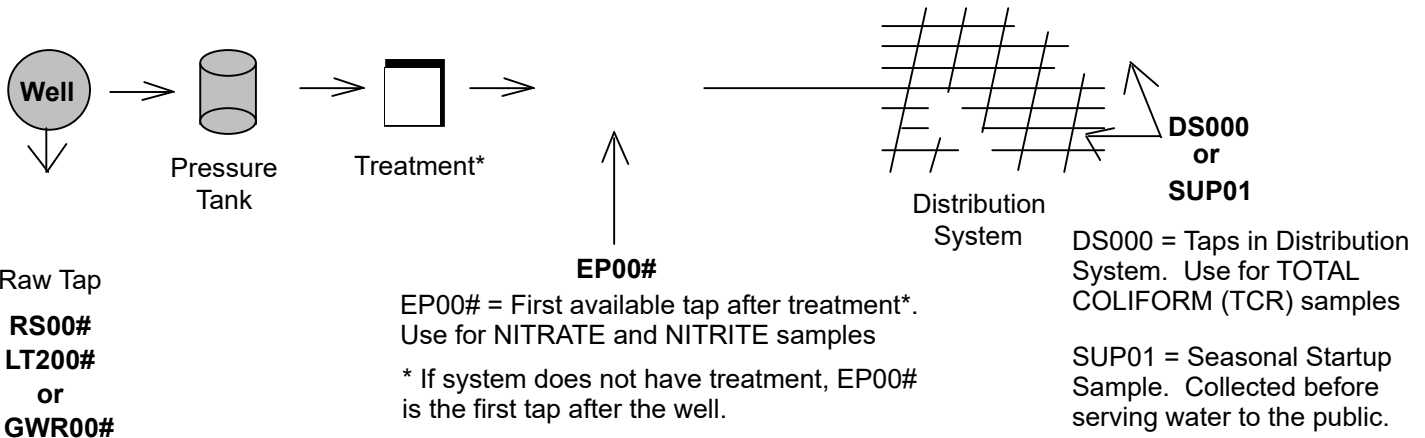 Well
Pressure
Tank
Treatment*
Distribution
System
DS000
or
SUP01
Raw Tap
RS00#
LT200#
or
GWR00#
EP00#
EP00# = First available tap after treatment*.
Use for NITRATE and NITRITE samples
* If system does not have treatment, EP00#
is the first tap after the well.
DS000 = Taps in Distribution
System. Use for TOTAL
COLIFORM (TCR) samples
SUP01 = Seasonal Startup
Sample. Collected before
serving water to the public.